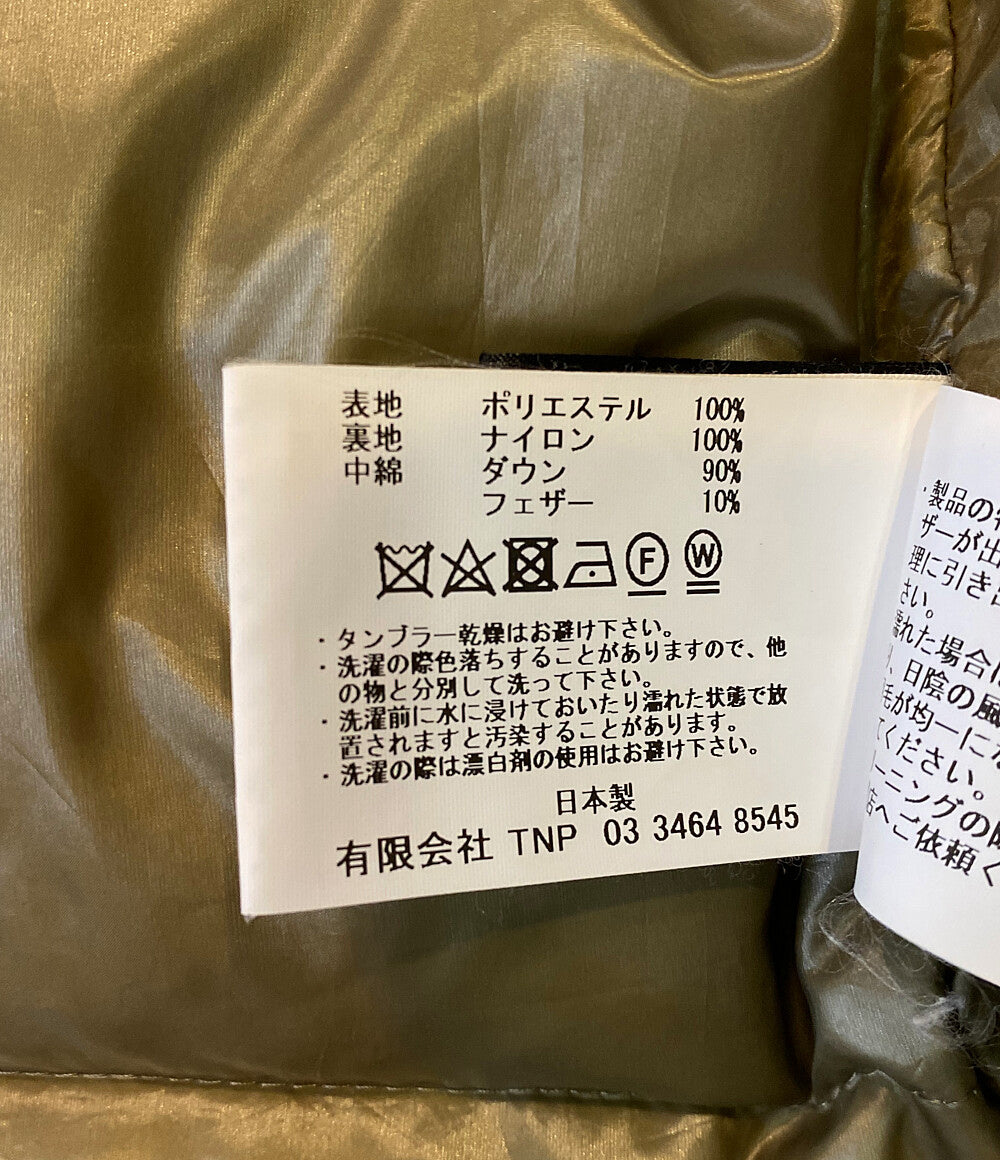 表地 ポリエステル 100%
裏地 ナイロン 100%
中綿 ダウン 90%
フェザー 10%
F W
・タンブラー乾燥はお避け下さい。
・洗濯の際色落ちすることがありますので、他
の物と分別して洗って下さい。
・洗濯前に水に浸けておいたり濡れた状態で放
置されますと汚染することがあります。
・洗濯の際は漂白剤の使用はお避け下さい。
日本製
有限会社 TNP 03 3464 8545
・製品の
ザーが出
理に引き
さい。
濡れた場合
日陰の風
毛が均一にな
てください。
ーニングの
店へご依頼く